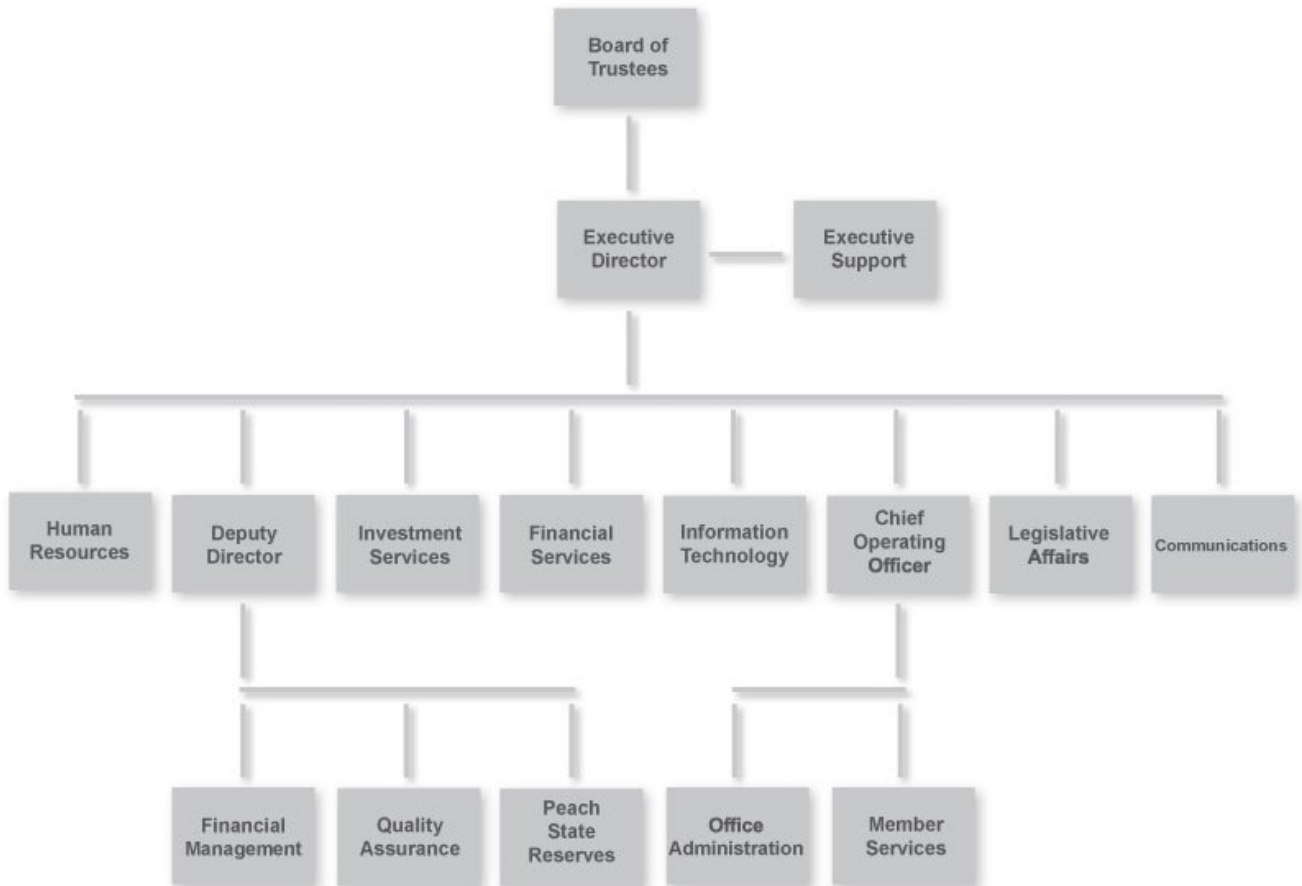 Board of
Trustees
Executive
Director
Executive
Support
Human
Resources
Deputy
Director
Investment
Services
Financial
Services
Information
Technology
Chief
Operating
Officer
Legislative
Affairs
Communications
Financial
Management
Quality
Assurance
Peach
State
Reserves
Office
Administration
Member
Services